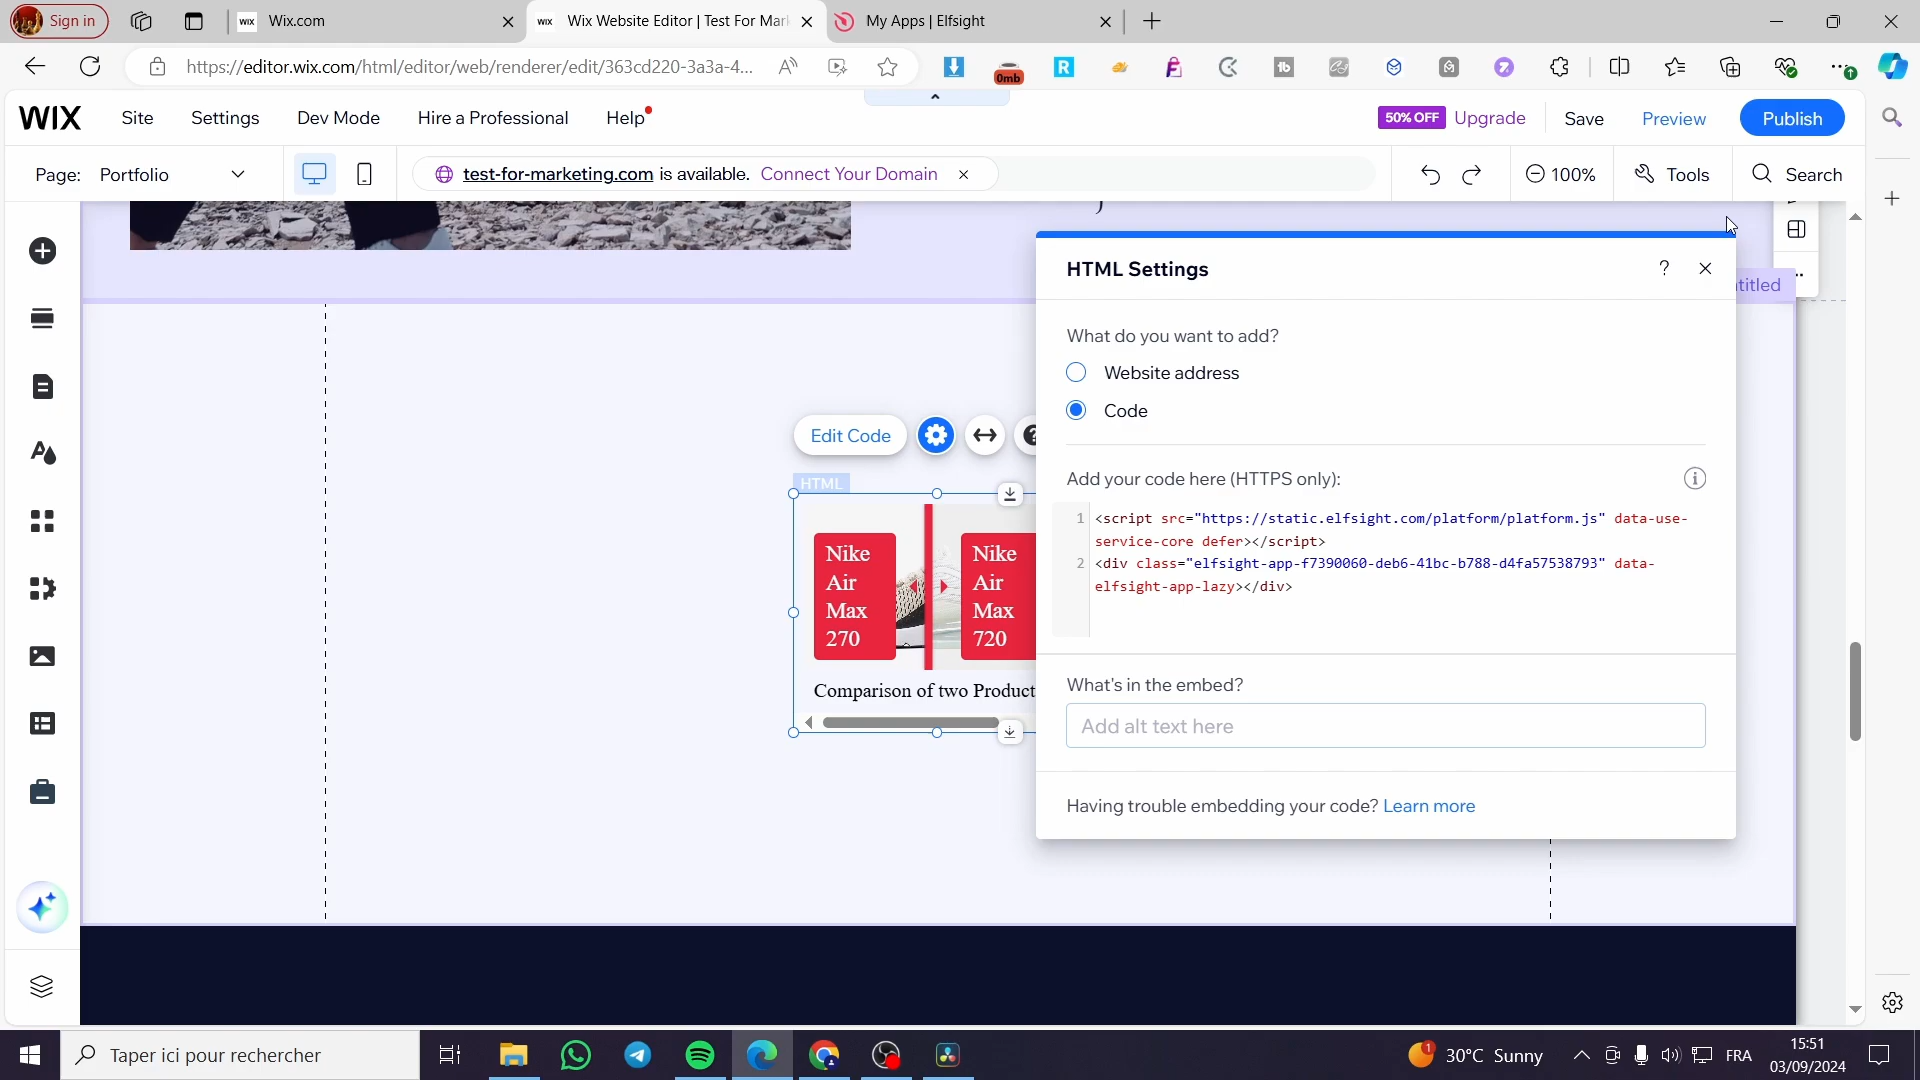 Sign in
Wix.com
Wix Website Editor | Test For Mark
My Apps | Elfsight
https://editor.wix.com/html/editor/web/renderer/edit/363cd220-3a3a-4...
0mb
WIX
Site
Settings
Dev Mode
Hire a Professional
Help
50% OFF
Upgrade
Save
Preview
Publish
Page: Portfolio
test-for-marketing.com is available. Connect Your Domain
100%
Tools
Search
HTML Settings
?
What do you want to add?
Website address
Code
Edit Code
HTML
Add your code here (HTTPS only):
1 <script src="https://static.elfsight.com/platform/platform.js" data-use-
service-core defer></script>
2 <div class="elfsight-app-f7390060-deb6-41bc-b788-d4fa57538793" data-
elfsight-app-lazy></div>
Nike
Air
Max
270
Nike
Air
Max
720
Comparison of two Product
What's in the embed?
Add alt text here
Having trouble embedding your code? Learn more
Taper ici pour rechercher
30°C Sunny
FRA
15:51
03/09/2024